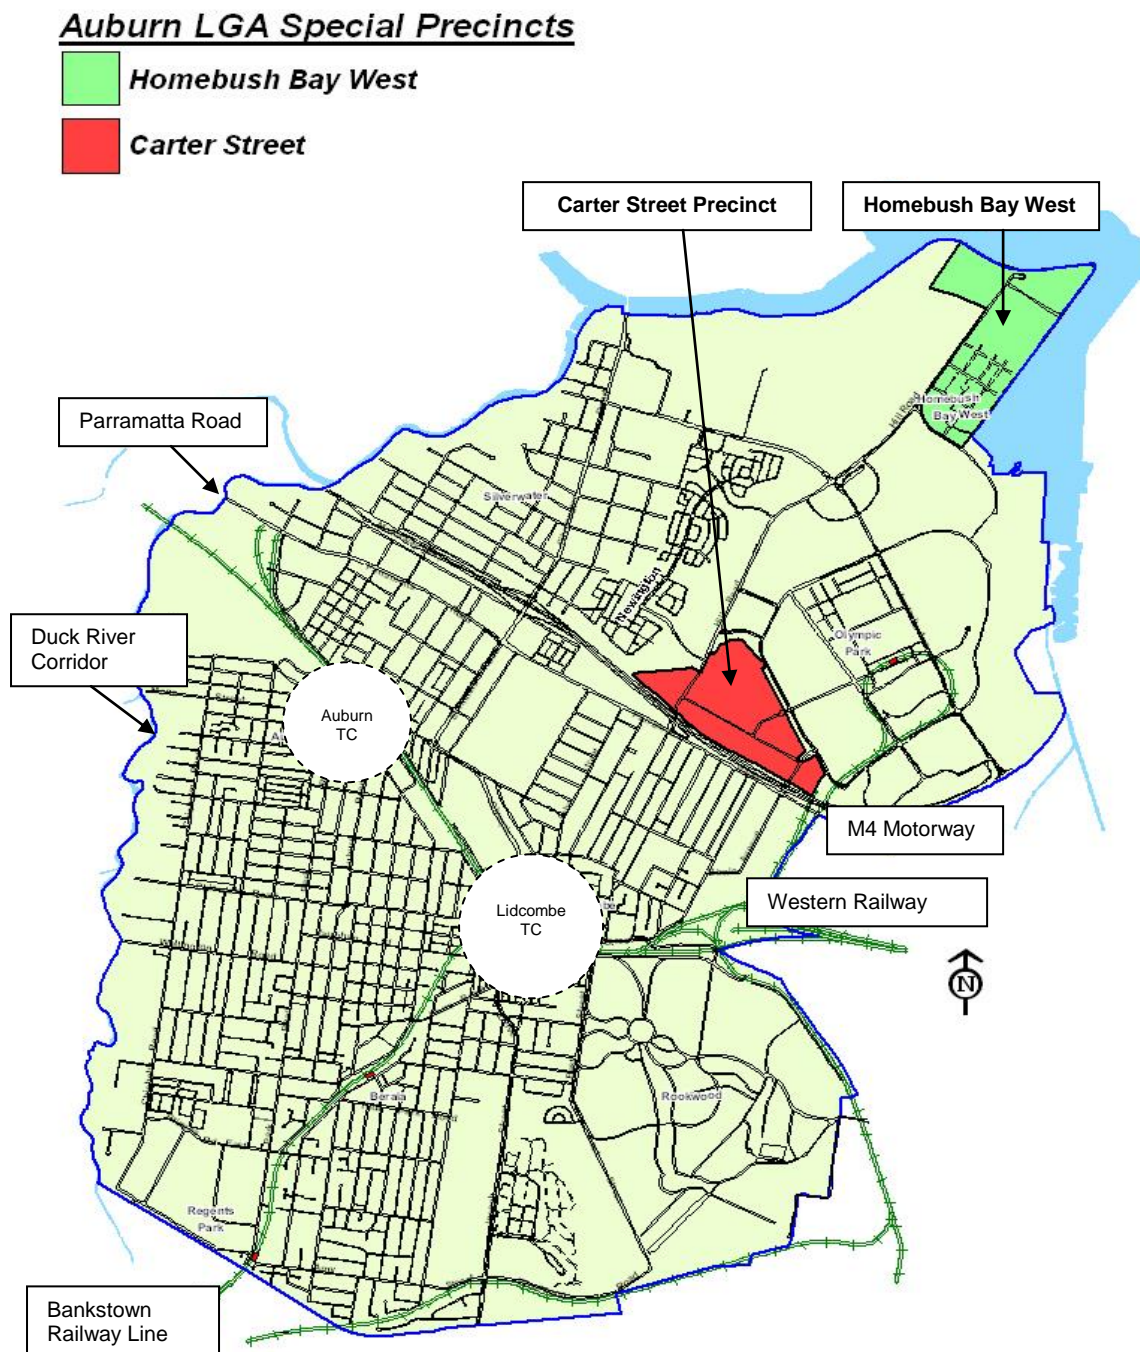 Auburn LGA Special Precincts
Homebush Bay West
Carter Street
Carter Street Precinct
Homebush Bay West
Parramatta Road
Hill Road
Homebush
Bay West
Silverwater
Newington
Duck River
Corridor
Olympic
Park
Auburn
TC
M4 Motorway
Western Railway
Lidcombe
TC
N
Berala
Rookwood
Regents
Park
Bankstown
Railway Line